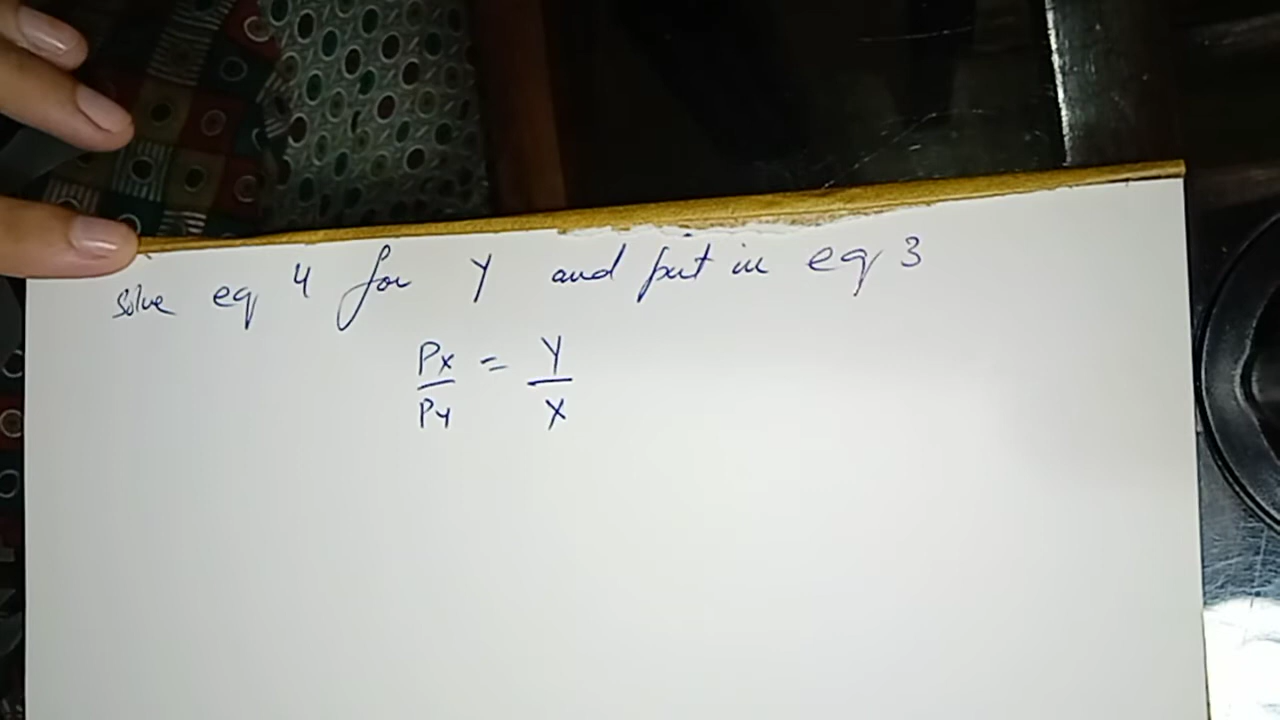 Solve eq 4 for Y and put in eq 3
Px = Y
Py X